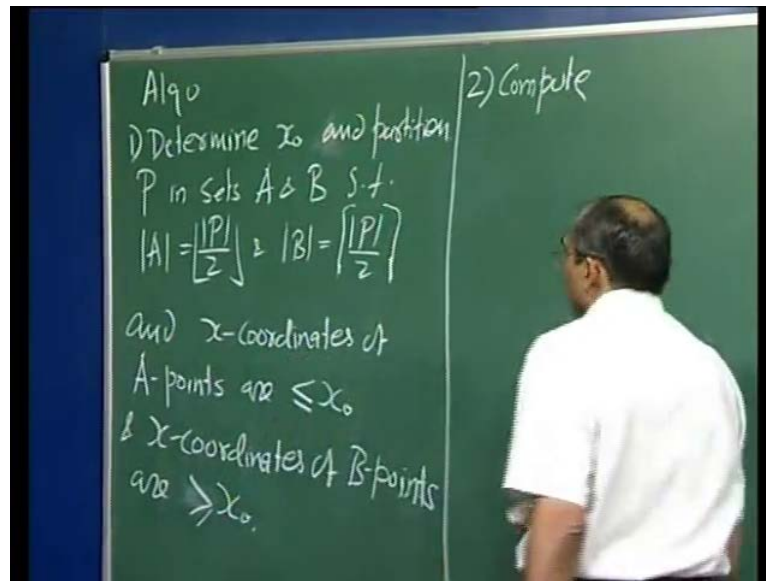 Algo
1) Determine x₀ and partition
P in sets A & B s.t.
|A| = ⌊|P|/2⌋ & |B| = ⌈|P|/2⌉
and x-coordinates of
A-points are ≤ x₀
& x-coordinates of B-points
are ≥ x₀.
2) Compute